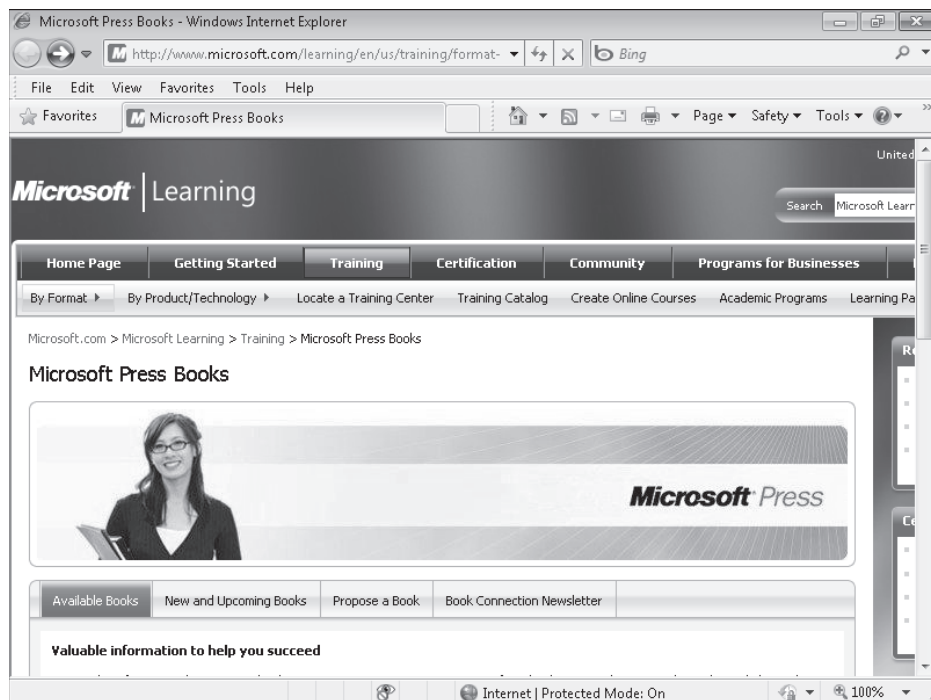 Microsoft Press Books - Windows Internet Explorer
http://www.microsoft.com/learning/en/us/training/format-
Bing
File Edit View Favorites Tools Help
Favorites
Microsoft Press Books
Page Safety Tools
United
Microsoft Learning
Search Microsoft Learr
Home Page Getting Started Training Certification Community Programs for Businesses
By Format By Product/Technology Locate a Training Center Training Catalog Create Online Courses Academic Programs Learning Pa
Microsoft.com > Microsoft Learning > Training > Microsoft Press Books
Re
Microsoft Press Books
Microsoft Press
Ce
Available Books New and Upcoming Books Propose a Book Book Connection Newsletter
Valuable information to help you succeed
Internet | Protected Mode: On
100%